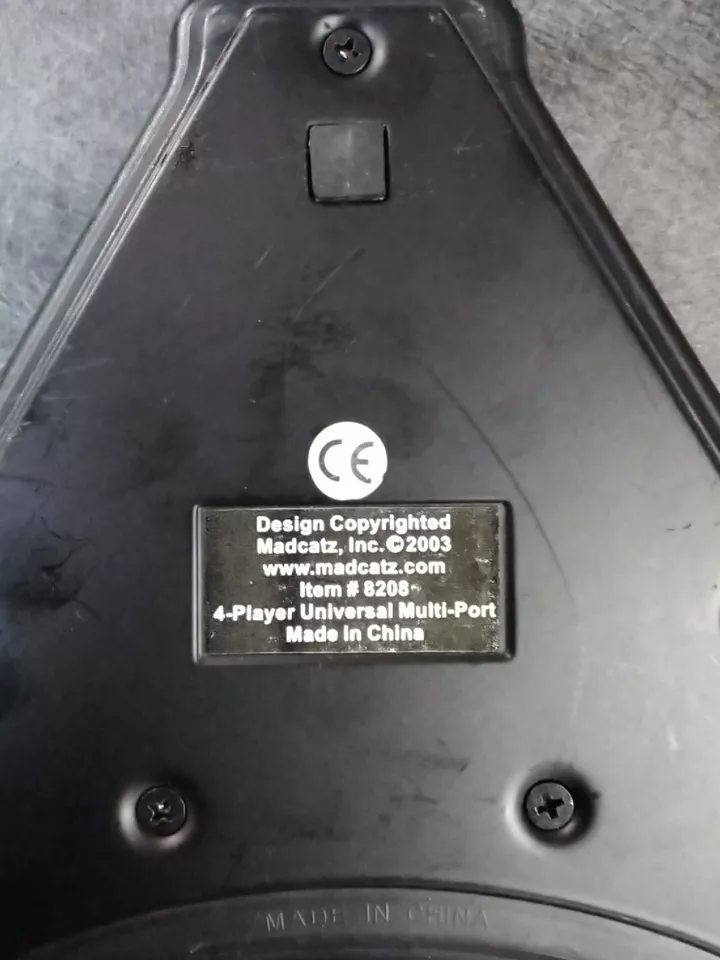 CE
Design Copyrighted
Madcatz, Inc. ©2003
www.madcatz.com
Item # 8208
4-Player Universal Multi-Port
Made In China
MADE IN CHINA